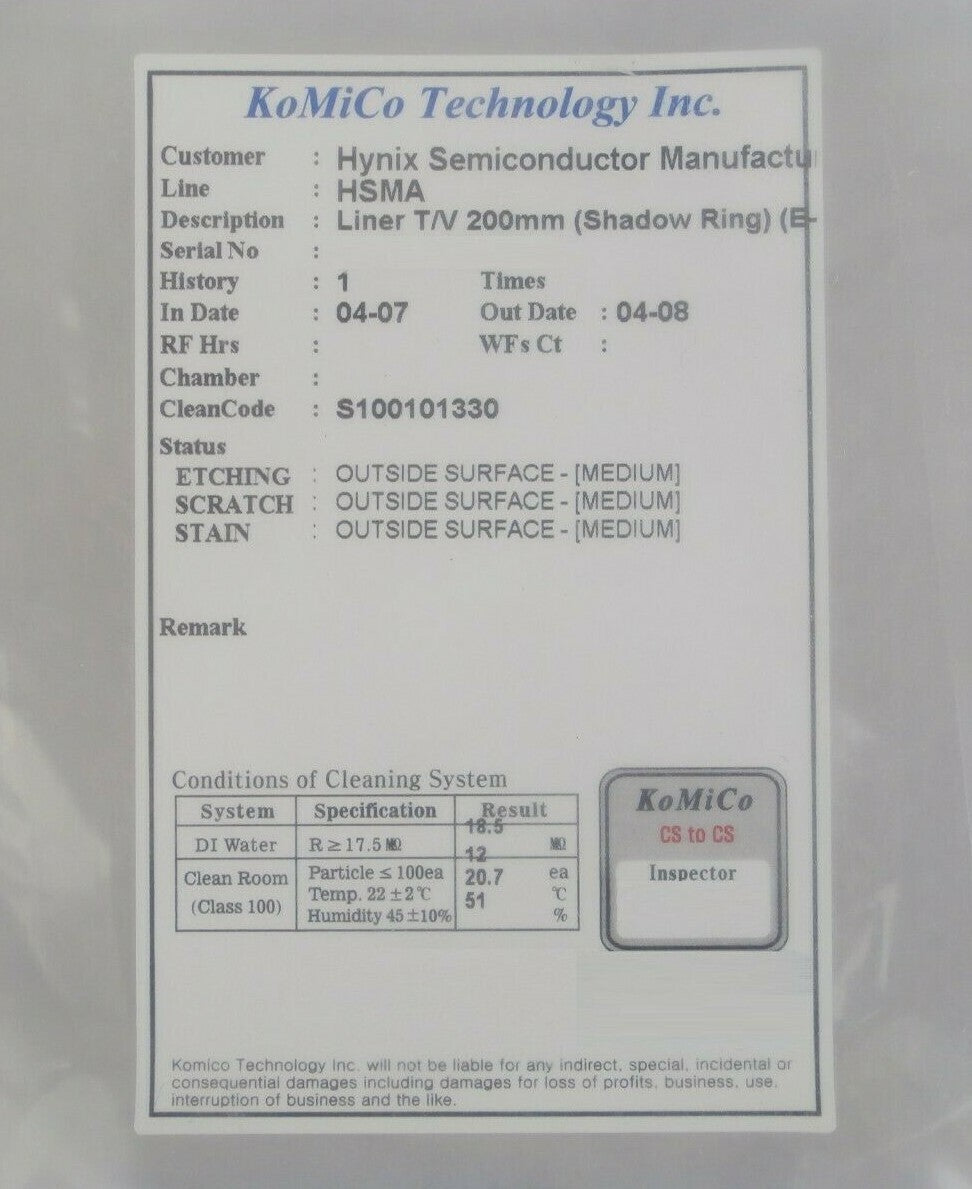 KoMiCo Technology Inc.
Customer : Hynix Semiconductor Manufactu
Line : HSMA
Description : Liner T/V 200mm (Shadow Ring) (E-
Serial No :
History : 1 Times
In Date : 04-07 Out Date : 04-08
RF Hrs : WFs Ct :
Chamber :
CleanCode : S100101330
Status
ETCHING : OUTSIDE SURFACE - [MEDIUM]
SCRATCH : OUTSIDE SURFACE - [MEDIUM]
STAIN : OUTSIDE SURFACE - [MEDIUM]
Remark
Conditions of Cleaning System
System Specification Result
DI Water R ≥ 17.5 MΩ 18.5 MΩ
Clean Room (Class 100) Particle ≤ 100ea 12 ea
Temp. 22 ±2℃ 20.7 ℃
Humidity 45 ±10% 51 %
KoMiCo
CS to CS
Inspector
Komico Technology Inc. will not be liable for any indirect, special, incidental or
consequential damages including damages for loss of profits, business, use,
interruption of business and the like.